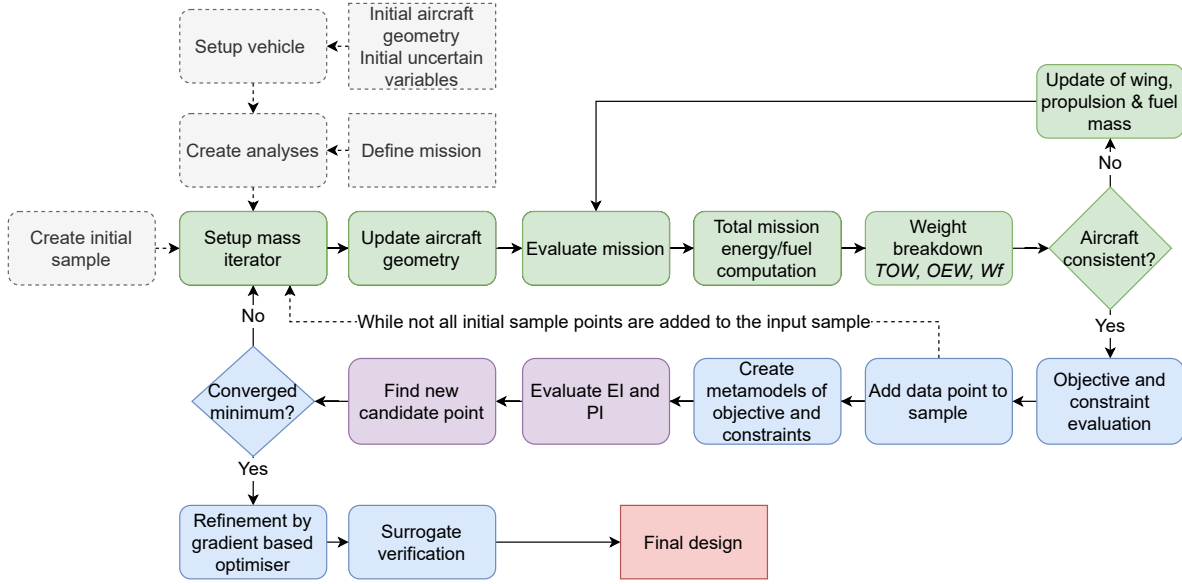 Setup vehicle
Initial aircraft
geometry
Initial uncertain
variables
Update of wing,
propulsion & fuel
mass
Create analyses
Define mission
No
Create initial
sample
Setup mass
iterator
Update aircraft
geometry
Evaluate mission
Total mission
energy/fuel
computation
Weight
breakdown
TOW, OEW, Wf
Aircraft
consistent?
No
While not all initial sample points are added to the input sample
Yes
Converged
minimum?
Find new
candidate point
Evaluate EI and
PI
Create
metamodels of
objective and
constraints
Add data point to
sample
Objective and
constraint
evaluation
Yes
Refinement by
gradient based
optimiser
Surrogate
verification
Final design